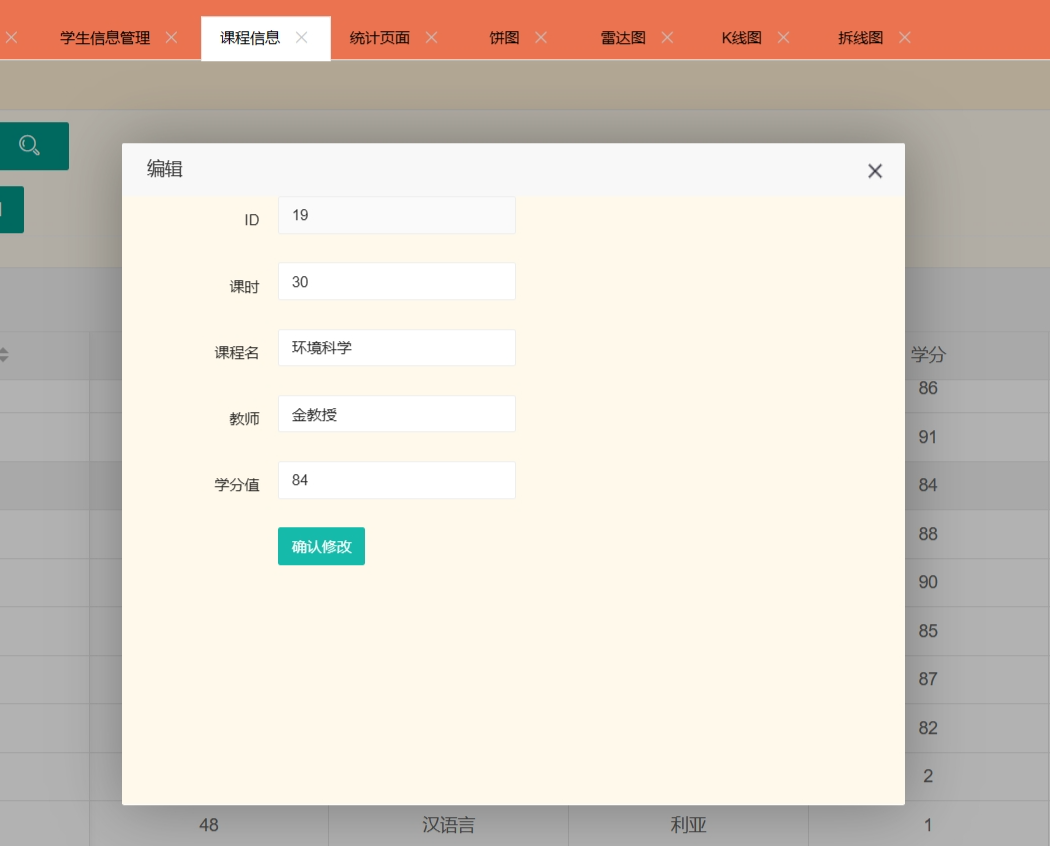 学生信息管理
课程信息
统计页面
饼图
雷达图
K线图
拆线图
编辑
ID
19
课时
30
课程名
环境科学
教师
金教授
学分值
84
确认修改
学分
86
91
84
88
90
85
87
82
2
48 汉语言 利亚 1